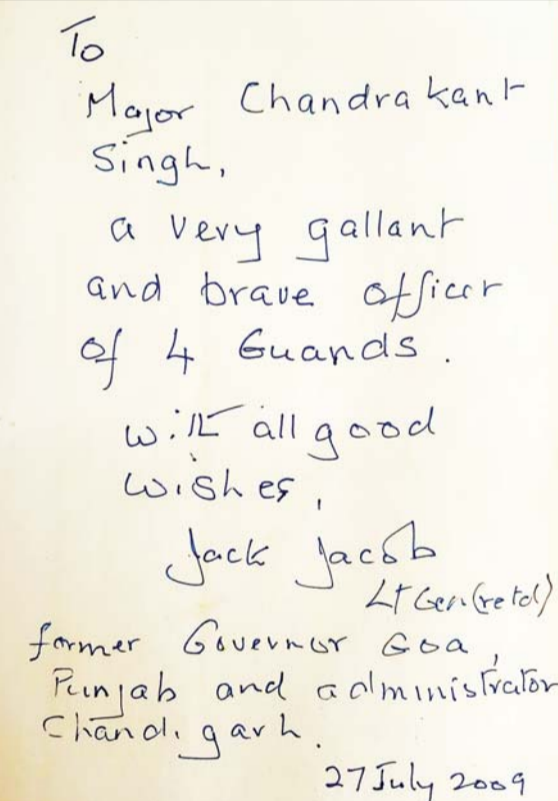 To
Major Chandrakant
Singh,
a very gallant
and brave officer
of 4 Guards.
with all good
wishes,
Jack Jacob
Lt Gen (retd)
former Governor Goa,
Punjab and administrator
Chandigarh.
27 July 2009